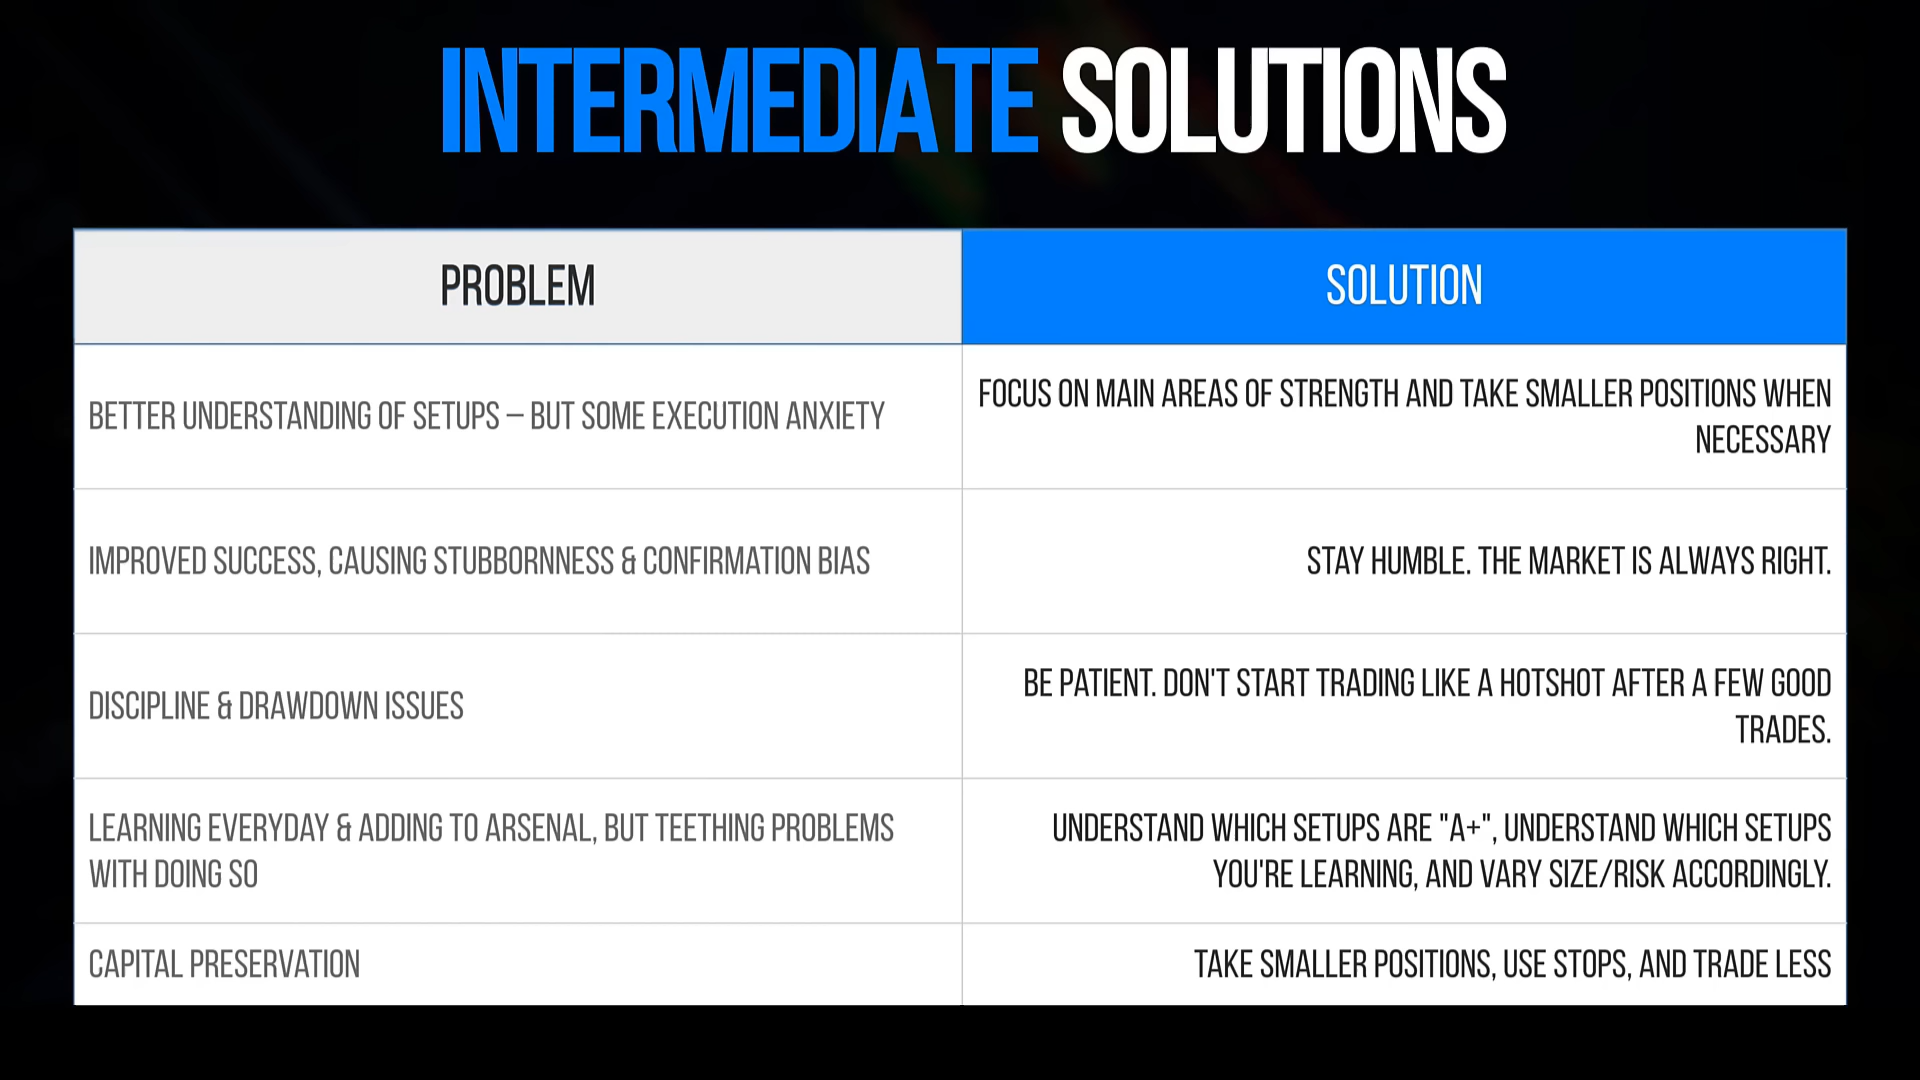 INTERMEDIATE SOLUTIONS
PROBLEM
SOLUTION
BETTER UNDERSTANDING OF SETUPS – BUT SOME EXECUTION ANXIETY
FOCUS ON MAIN AREAS OF STRENGTH AND TAKE SMALLER POSITIONS WHEN
NECESSARY
IMPROVED SUCCESS, CAUSING STUBBORNNESS & CONFIRMATION BIAS
STAY HUMBLE. THE MARKET IS ALWAYS RIGHT.
DISCIPLINE & DRAWDOWN ISSUES
BE PATIENT. DON'T START TRADING LIKE A HOTSHOT AFTER A FEW GOOD
TRADES.
LEARNING EVERYDAY & ADDING TO ARSENAL, BUT TEETHING PROBLEMS
WITH DOING SO
UNDERSTAND WHICH SETUPS ARE "A+", UNDERSTAND WHICH SETUPS
YOU'RE LEARNING, AND VARY SIZE/RISK ACCORDINGLY.
CAPITAL PRESERVATION
TAKE SMALLER POSITIONS, USE STOPS, AND TRADE LESS